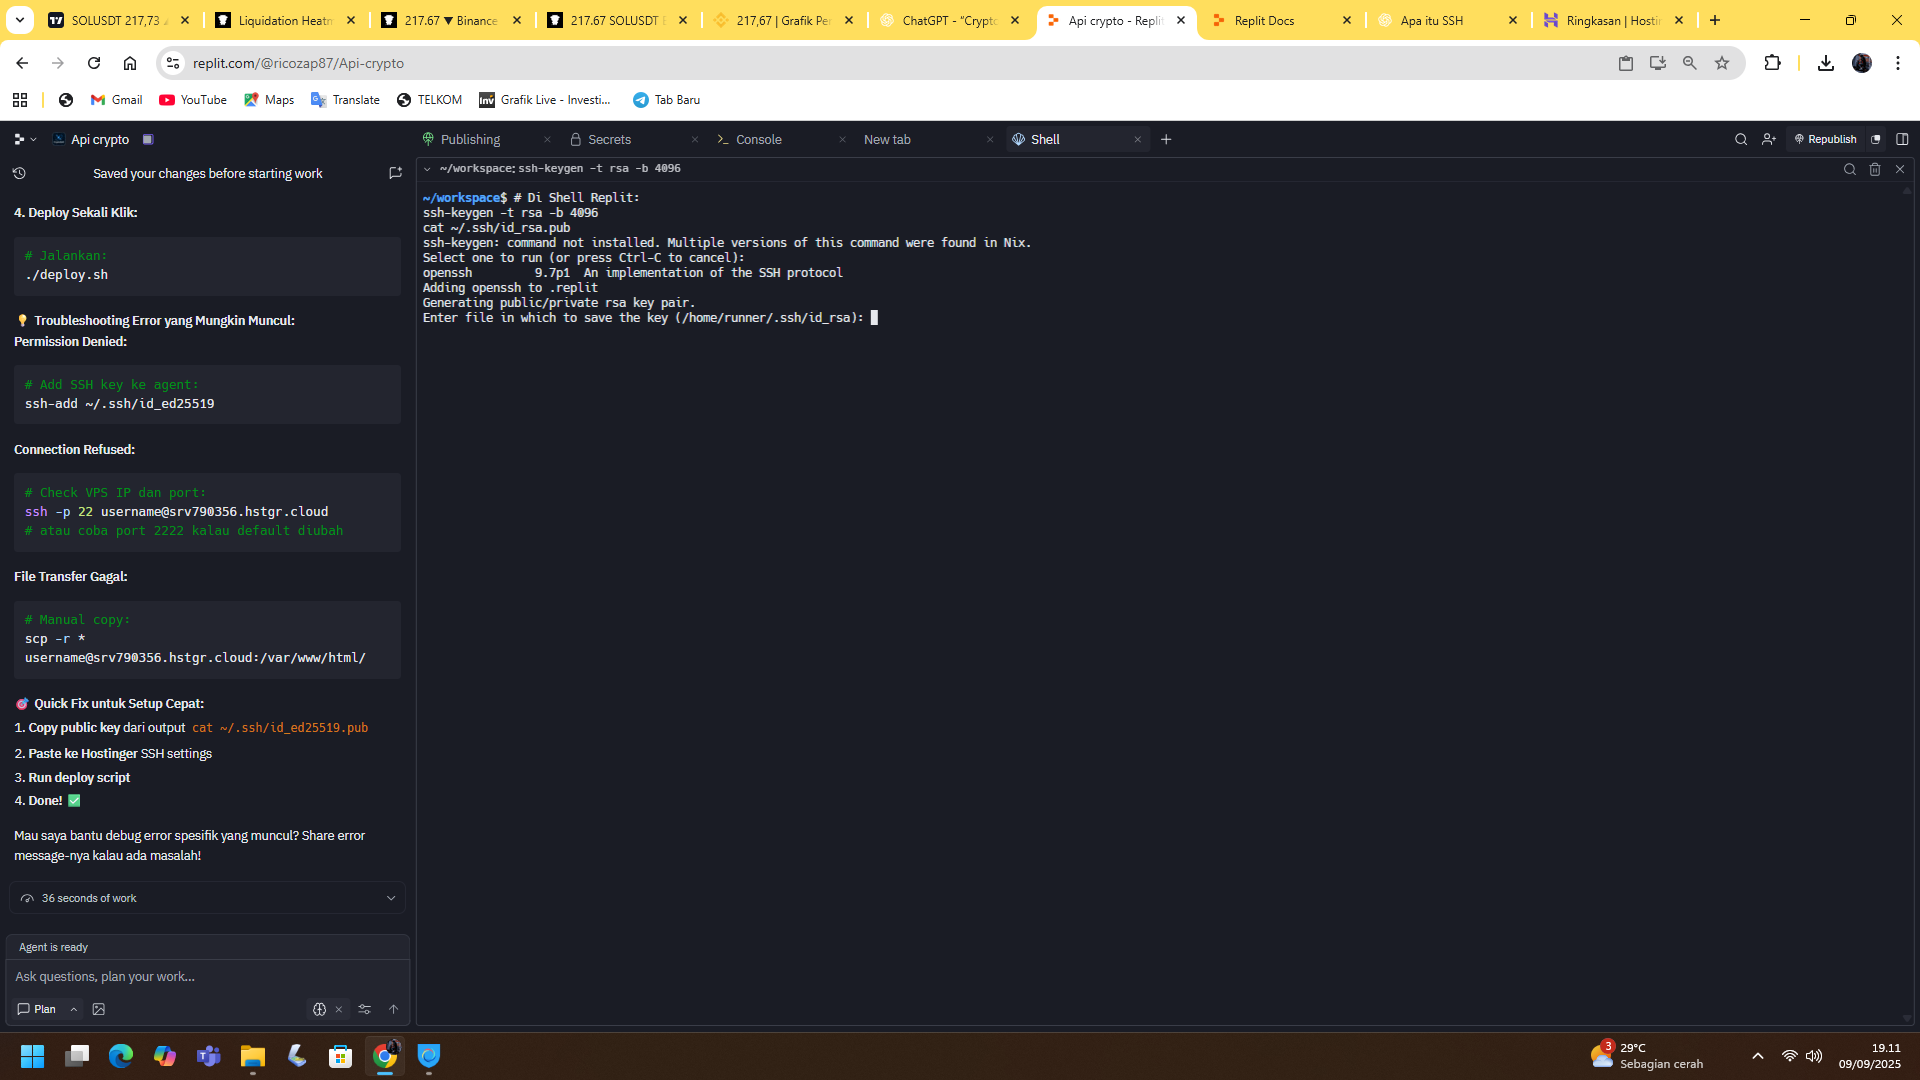 SOLUSDT 217,73
Liquidation Heatm
217.67 ▼ Binance
217.67 SOLUSDT
217,67 | Grafik Per
ChatGPT - "Crypto
Api crypto - Replit
Replit Docs
Apa itu SSH
Ringkasan | Hostin
replit.com/@ricozap87/Api-crypto
Gmail
YouTube
Maps
Translate
TELKOM
Inv
Grafik Live - Investi...
Tab Baru
Api crypto
Publishing
Secrets
Console
New tab
Shell
Republish
Saved your changes before starting work
4. Deploy Sekali Klik:
# Jalankan:
./deploy.sh
💡 Troubleshooting Error yang Mungkin Muncul:
Permission Denied:
# Add SSH key ke agent:
ssh-add ~/.ssh/id_ed25519
Connection Refused:
# Check VPS IP dan port:
ssh -p 22 username@srv790356.hstgr.cloud
# atau coba port 2222 kalau default diubah
File Transfer Gagal:
# Manual copy:
scp -r *
username@srv790356.hstgr.cloud:/var/www/html/
🎯 Quick Fix untuk Setup Cepat:
1. Copy public key dari output cat ~/.ssh/id_ed25519.pub
2. Paste ke Hostinger SSH settings
3. Run deploy script
4. Done! ✅
Mau saya bantu debug error spesifik yang muncul? Share error
message-nya kalau ada masalah!
36 seconds of work
Agent is ready
Ask questions, plan your work...
Plan
~/workspace: ssh-keygen -t rsa -b 4096
~/workspace$ # Di Shell Replit:
ssh-keygen -t rsa -b 4096
cat ~/.ssh/id_rsa.pub
ssh-keygen: command not installed. Multiple versions of this command were found in Nix.
Select one to run (or press Ctrl-C to cancel):
openssh 9.7p1 An implementation of the SSH protocol
Adding openssh to .replit
Generating public/private rsa key pair.
Enter file in which to save the key (/home/runner/.ssh/id_rsa):
3
29°C
Sebagian cerah
19.11
09/09/2025